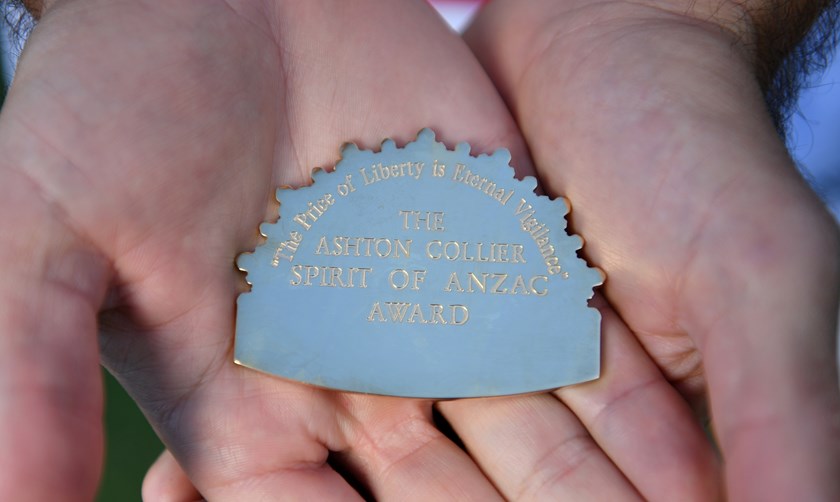 "The Price of Liberty is Eternal Vigilance"
THE
ASHTON COLLIER
SPIRIT OF ANZAC
AWARD